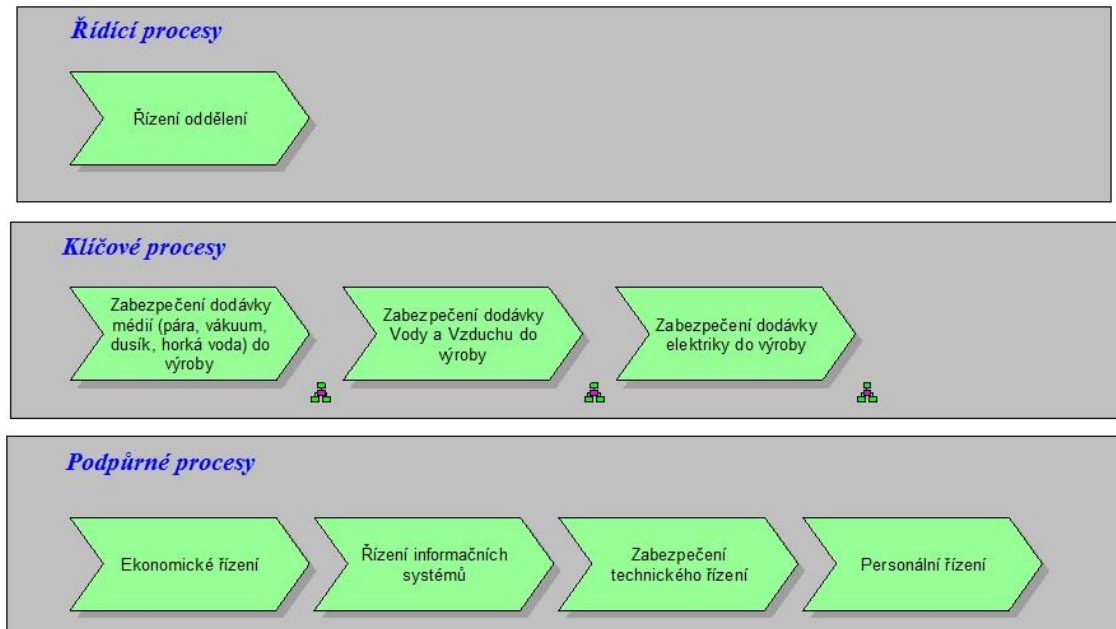 Řídící procesy
Řízení oddělení
Klíčové procesy
Zabezpečení dodávky
médií (pára, vákuum,
dusík, horká voda) do
výroby
Zabezpečení dodávky
Vody a Vzduchu do
výroby
Zabezpečení dodávky
elektriky do výroby
Podpůrné procesy
Ekonomické řízení
Řízení informačních
systémů
Zabezpečení
technického řízení
Personální řízení